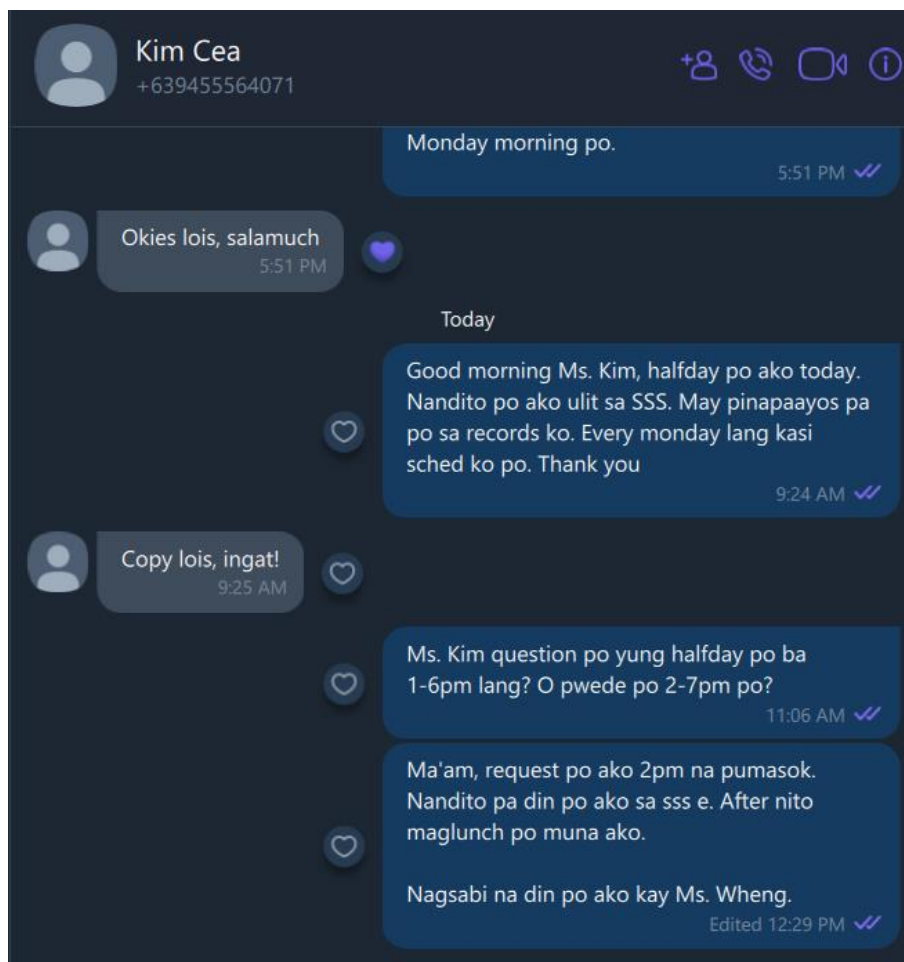 Kim Cea
+639455564071
Monday morning po.
5:51 PM
Okies lois, salamuch
5:51 PM
Today
Good morning Ms. Kim, halfday po ako today.
Nandito po ako ulit sa SSS. May pinapaayos pa
po sa records ko. Every monday lang kasi
sched ko po. Thank you
9:24 AM
Copy lois, ingat!
9:25 AM
Ms. Kim question po yung halfday po ba
1-6pm lang? O pwede po 2-7pm po?
11:06 AM
Ma'am, request po ako 2pm na pumasok.
Nandito pa din po ako sa sss e. After nito
maglunch po muna ako.
Nagsabi na din po ako kay Ms. Wheng.
Edited 12:29 PM